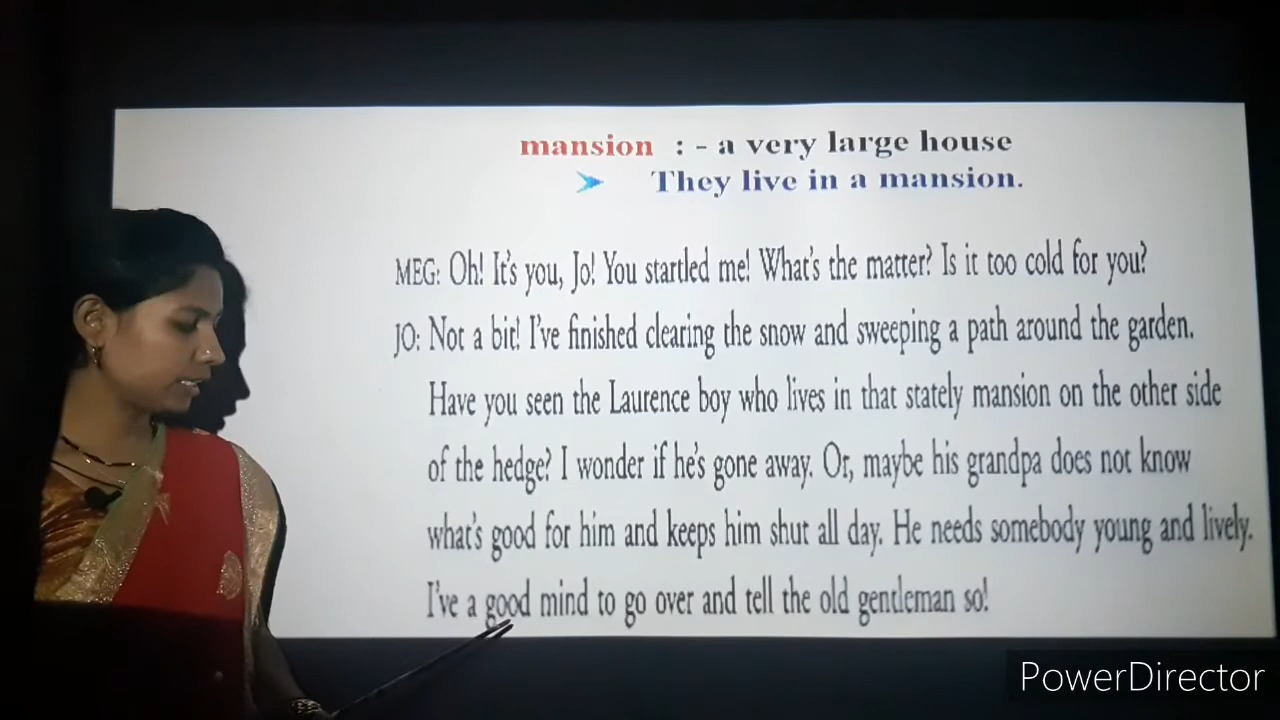 mansion : - a very large house
➢ They live in a mansion.
MEG: Oh! It's you, Jo! You startled me! What's the matter? Is it too cold for you?
JO: Not a bit! I've finished clearing the snow and sweeping a path around the garden.
Have you seen the Laurence boy who lives in that stately mansion on the other side
of the hedge? I wonder if he's gone away. Or, maybe his grandpa does not know
what's good for him and keeps him shut all day. He needs somebody young and lively.
I've a good mind to go over and tell the old gentleman so!
PowerDirector